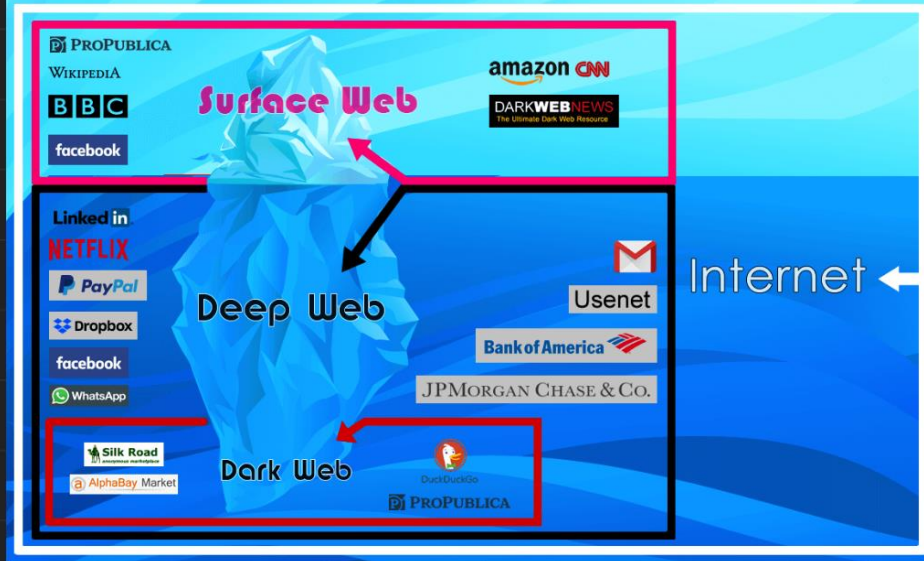 PROPUBLICA
WIKIPEDIA
BBC
facebook
Surface Web
amazon CNN
DARKWEBNEWS
The Ultimate Dark Web Resource
Linked in
NETFLIX
PayPal
Dropbox
facebook
WhatsApp
Deep Web
Gmail
Usenet
Bank of America
JPMORGAN CHASE & CO.
Internet
Silk Road
anonymous marketplace
a AlphaBay Market
Dark Web
DuckDuckGo
PROPUBLICA